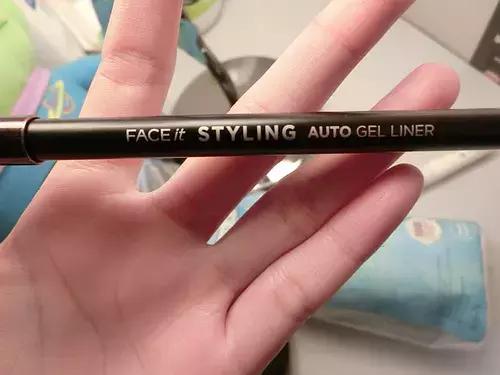 FACE it STYLING AUTO GEL LINER